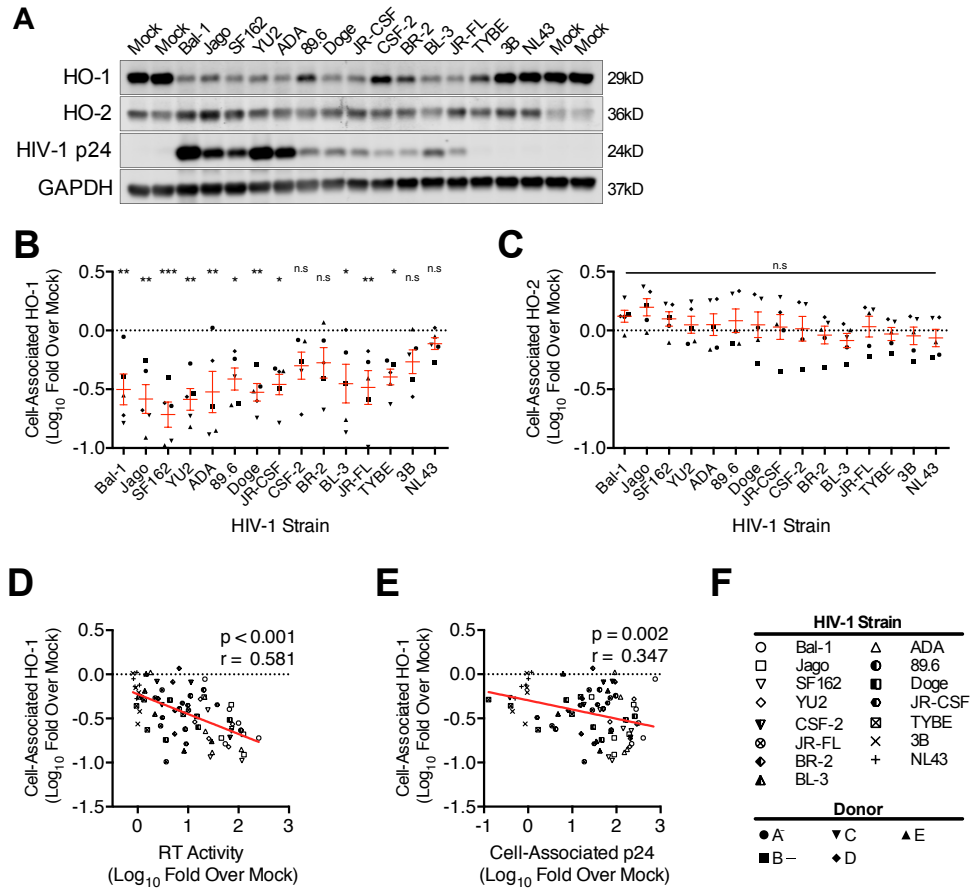 A
Mock Mock Bal-1 Jago SF162 YU2 ADA 89.6 Doge JR-CSF CSF-2 BR-2 BL-3 JR-FL TYBE 3B NL43 Mock Mock
HO-1 29kD
HO-2 36kD
HIV-1 p24 24kD
GAPDH 37kD
B
Cell-Associated HO-1
(Log10 Fold Over Mock)
0.5
0.0
-0.5
-1.0
** ** *** ** ** * ** * n.s n.s * ** * n.s n.s
Bal-1 Jago SF162 YU2 ADA 89.6 Doge JR-CSF CSF-2 BR-2 BL-3 JR-FL TYBE 3B NL43
HIV-1 Strain
C
Cell-Associated HO-2
(Log10 Fold Over Mock)
0.5
0.0
-0.5
-1.0
n.s
Bal-1 Jago SF162 YU2 ADA 89.6 Doge JR-CSF CSF-2 BR-2 BL-3 JR-FL TYBE 3B NL43
HIV-1 Strain
D
Cell-Associated HO-1
(Log10 Fold Over Mock)
0.5
0.0
-0.5
-1.0
-1.5
p < 0.001
r = 0.581
0 1 2 3
RT Activity
(Log10 Fold Over Mock)
E
Cell-Associated HO-1
(Log10 Fold Over Mock)
0.5
0.0
-0.5
-1.0
-1.5
p = 0.002
r = 0.347
-1 0 1 2 3
Cell-Associated p24
(Log10 Fold Over Mock)
F
HIV-1 Strain
Bal-1 ADA
Jago 89.6
SF162 Doge
YU2 JR-CSF
CSF-2 TYBE
JR-FL 3B
BR-2 NL43
BL-3
Donor
A C E
B D